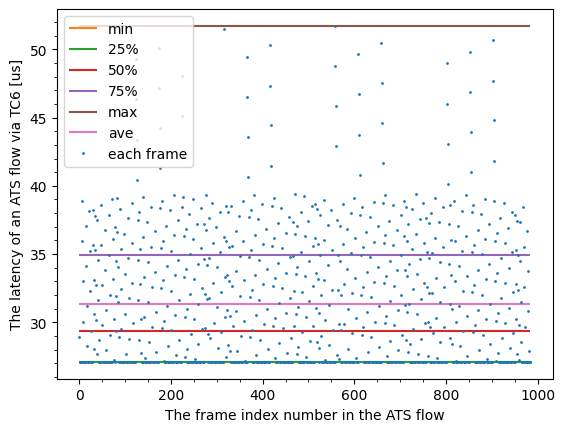 The latency of an ATS flow via TC6 [us]
50
45
40
35
30
min
25%
50%
75%
max
ave
each frame
0
200
400
600
800
1000
The frame index number in the ATS flow